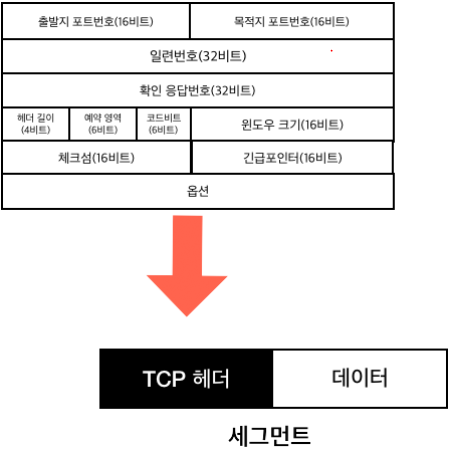 출발지 포트번호(16비트) 목적지 포트번호(16비트)
일련번호(32비트)
확인 응답번호(32비트)
헤더 길이 예약 영역 코드비트 윈도우 크기(16비트)
(4비트) (6비트) (6비트)
체크섬(16비트) 긴급포인터(16비트)
옵션
TCP 헤더 데이터
세그먼트